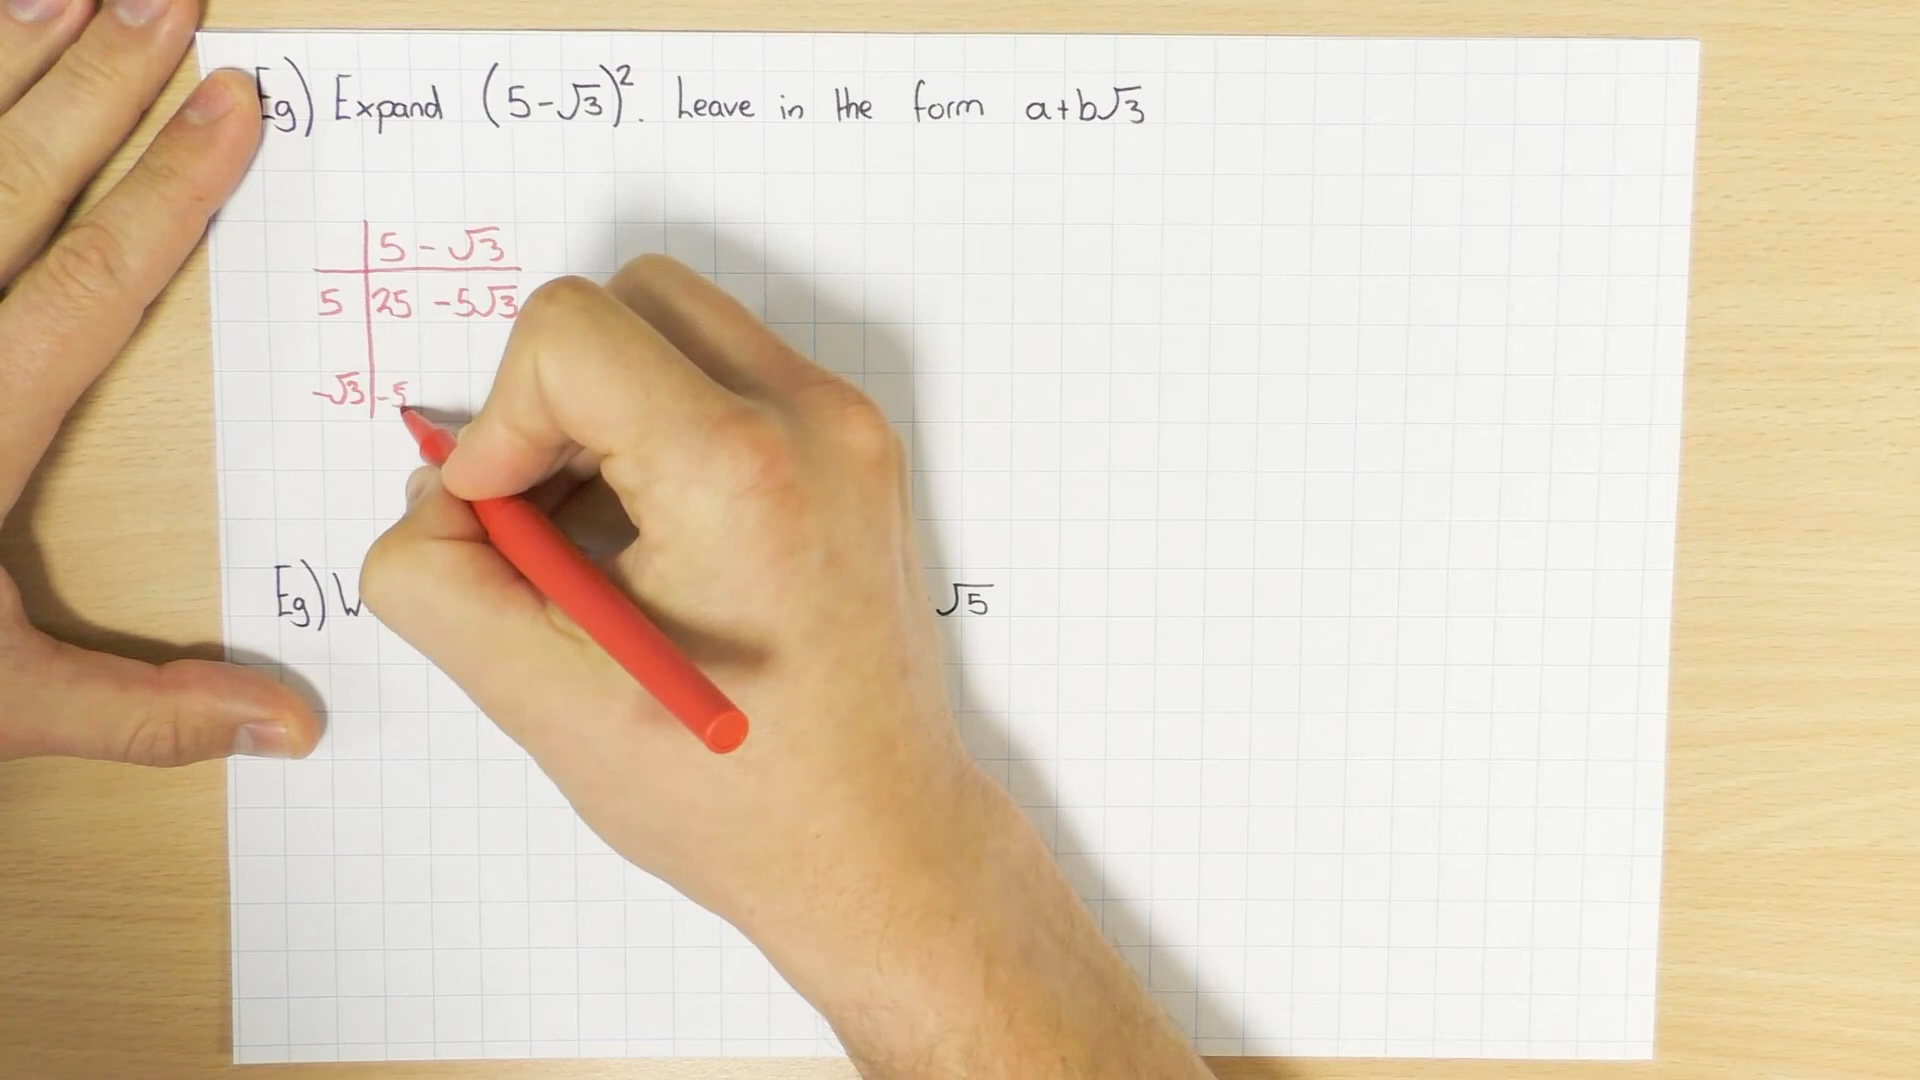 Eg) Expand (5-√3)². Leave in the form a+b√3
5 - √3
5 25 -5√3
-√3 -5
Eg) √5